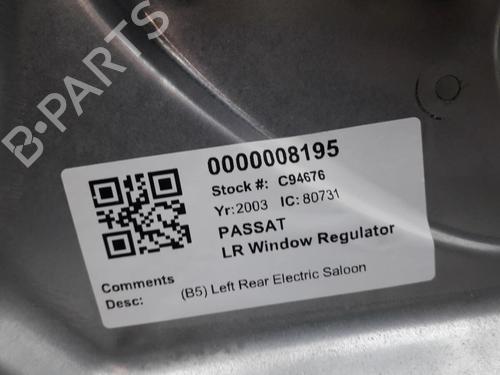 B-PARTS
0000008195
Stock #: C94676
Yr:2003 IC: 80731
PASSAT
LR Window Regulator
Comments
Desc: (B5) Left Rear Electric Saloon